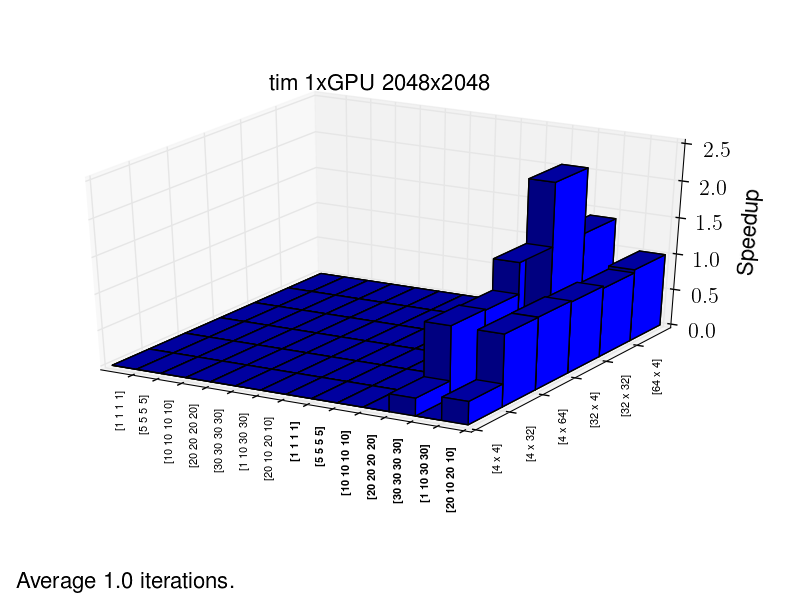 tim 1xGPU 2048x2048
2.5
2.0
1.5
1.0
0.5
0.0
Speedup
[1 1 1 1]
[5 5 5 5]
[10 10 10 10]
[20 20 20 20]
[30 30 30 30]
[1 10 30 30]
[20 10 20 10]
[1 1 1 1]
[5 5 5 5]
[10 10 10 10]
[20 20 20 20]
[30 30 30 30]
[1 10 30 30]
[20 10 20 10]
[4 x 4]
[4 x 32]
[4 x 64]
[32 x 4]
[32 x 32]
[64 x 4]
Average 1.0 iterations.